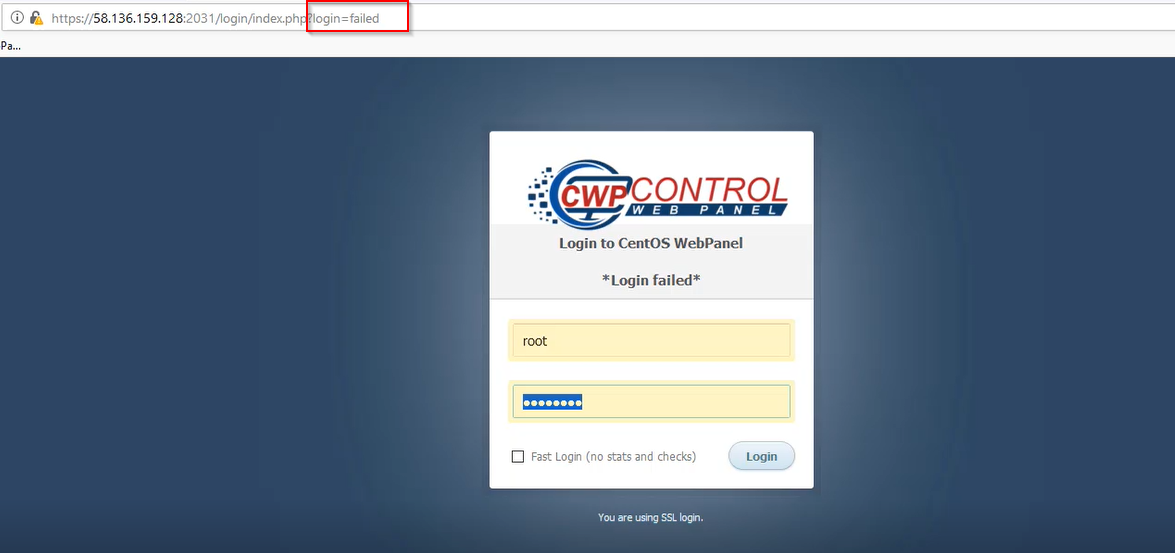 https://58.136.159.128:2031/login/index.php?login=failed
Pa...
CWP CONTROL
WEB PANEL
Login to CentOS WebPanel
*Login failed*
root
●●●●●●●●
Fast Login (no stats and checks)
Login
You are using SSL login.